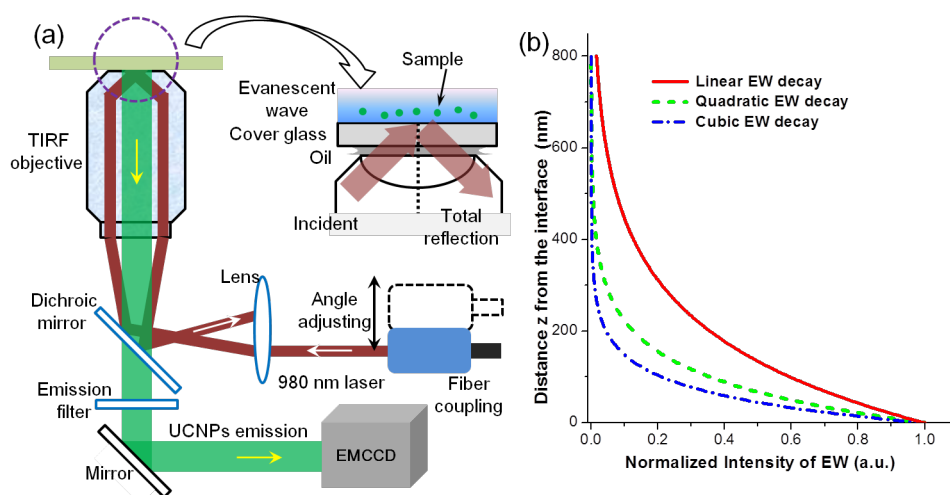 (a)
TIRF
objective
Evanescent
wave
Cover glass
Oil
Sample
Incident
Total
reflection
Dichroic
mirror
Lens
Angle
adjusting
980 nm laser
Fiber
coupling
Emission
filter
UCNPs emission
Mirror
EMCCD
(b)
Distance z from the interface (nm)
800
600
400
200
0
Linear EW decay
Quadratic EW decay
Cubic EW decay
0.0 0.2 0.4 0.6 0.8 1.0
Normalized Intensity of EW (a.u.)